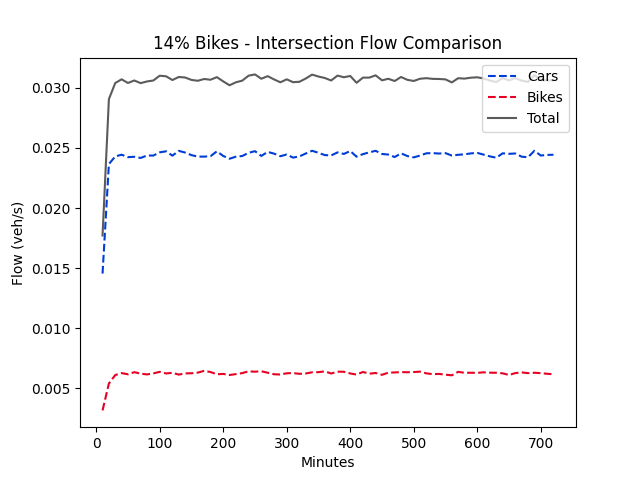 14% Bikes - Intersection Flow Comparison
Cars
Bikes
Total
Flow (veh/s)
0.030
0.025
0.020
0.015
0.010
0.005
0 100 200 300 400 500 600 700
Minutes